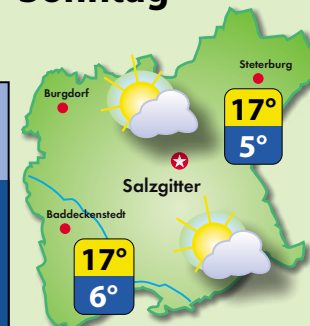 Sonntag
Steterburg
Burgdorf
17°
5°
Salzgitter
Baddeckenstedt
17°
6°